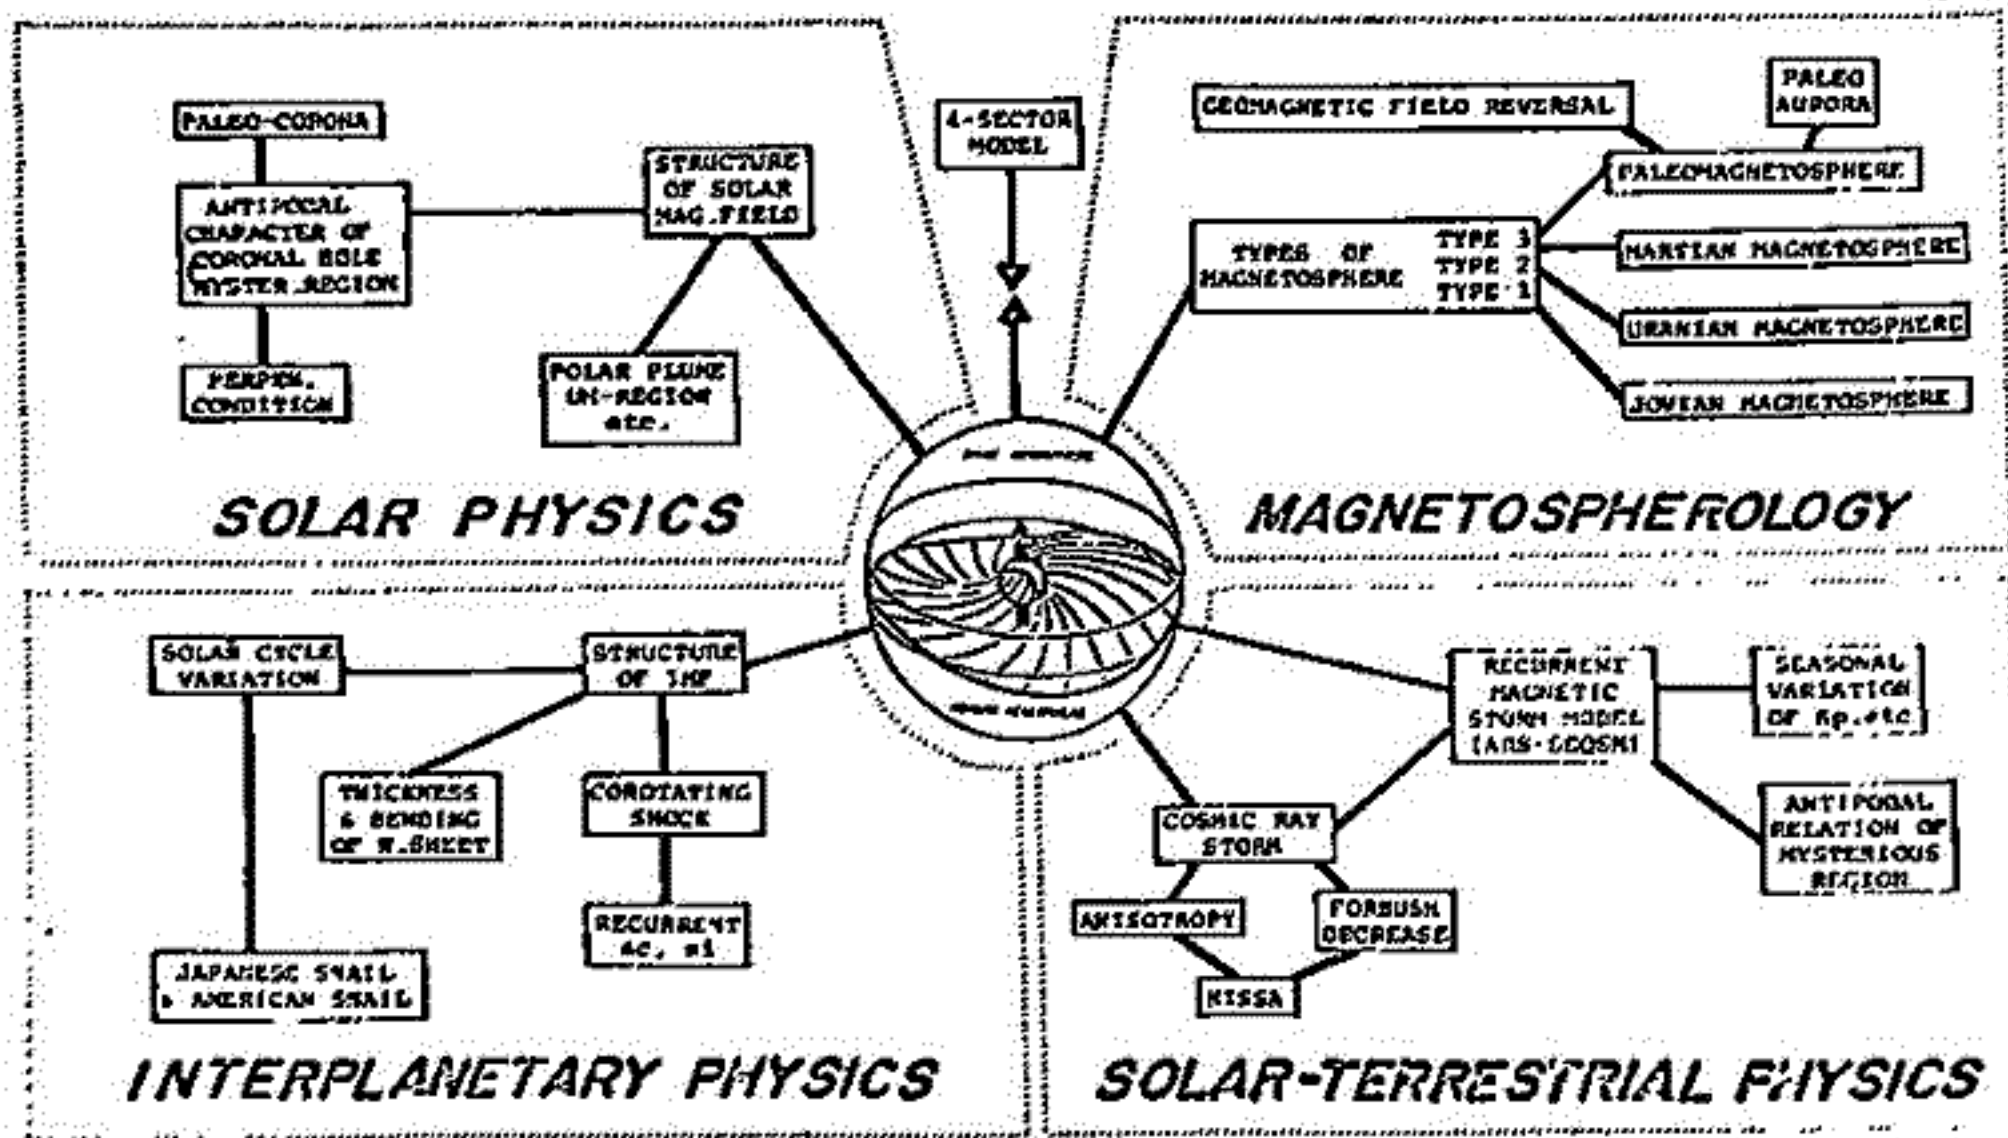 PALEO-CORONA
ANTIPODAL
CHARACTER OF
CORONAL HOLE
MYSTER.REGION
PERPEN.
CONDITION
STRUCTURE
OF SOLAR
MAG.FIELD
POLAR PLUME
UM-REGION
etc.
SOLAR PHYSICS
4-SECTOR
MODEL
GEOMAGNETIC FIELD REVERSAL
PALEO
AURORA
PALEOMAGNETOSPHERE
TYPES OF
MAGNETOSPHERE
TYPE 3
TYPE 2
TYPE 1
MARTIAN MAGNETOSPHERE
URANIAN MAGNETOSPHERE
JOVIAN MAGNETOSPHERE
MAGNETOSPHEROLOGY
SOLAR CYCLE
VARIATION
STRUCTURE
OF IMF
THICKNESS
& BENDING
OF N.SHEET
COROTATING
SHOCK
RECURRENT
sc, si
JAPANESE SNAIL
& AMERICAN SNAIL
INTERPLANETARY PHYSICS
RECURRENT
MAGNETIC
STORM MODEL
SEASONAL
VARIATION
OF Kp.etc
ANTIPODAL
RELATION OF
MYSTERIOUS
REGION
COSMIC RAY
STORM
ANISOTROPY
FORBUSH
DECREASE
NISSA
SOLAR-TERRESTRIAL PHYSICS